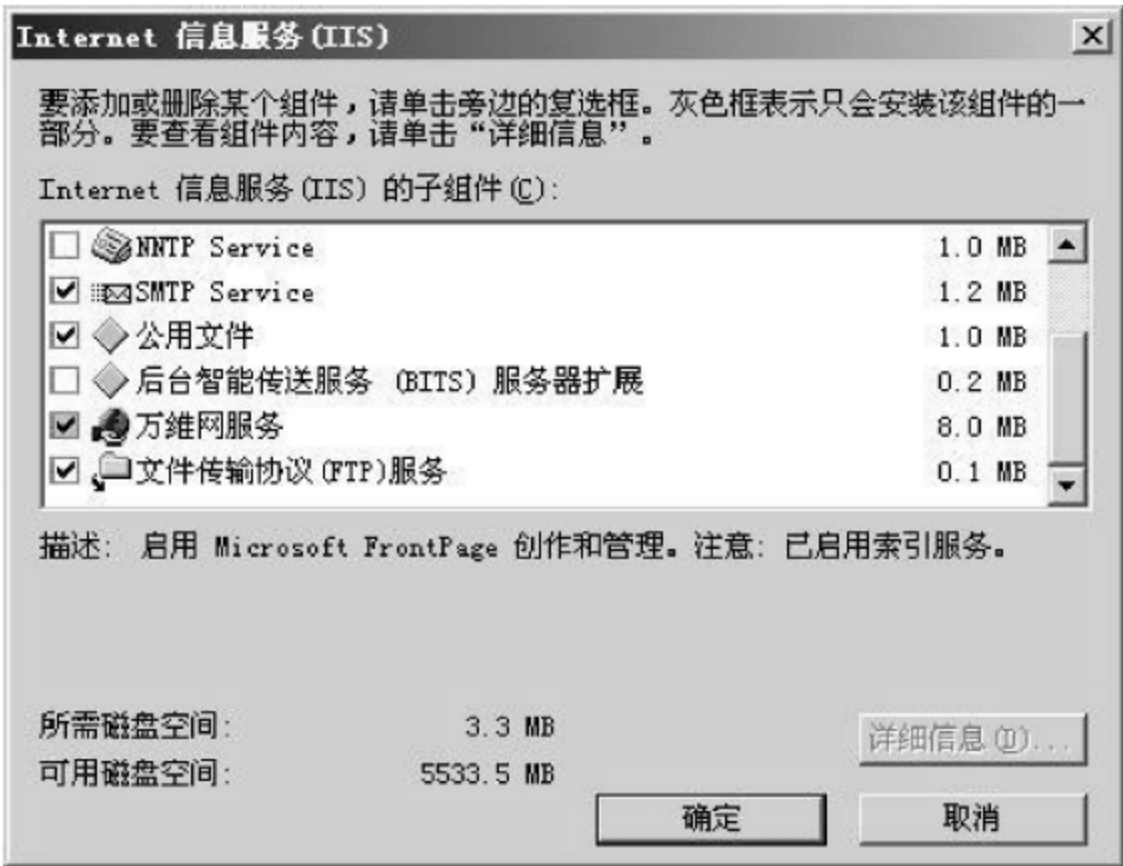 Internet 信息服务(IIS)
要添加或删除某个组件，请单击旁边的复选框。灰色框表示只会安装该组件的一
部分。要查看组件内容，请单击“详细信息”。
Internet 信息服务(IIS) 的子组件(C):
NNTP Service 1.0 MB
SMTP Service 1.2 MB
公用文件 1.0 MB
后台智能传送服务 (BITS) 服务器扩展 0.2 MB
万维网服务 8.0 MB
文件传输协议(FTP)服务 0.1 MB
描述: 启用 Microsoft FrontPage 创作和管理。注意: 已启用索引服务。
所需磁盘空间: 3.3 MB
详细信息(D)...
可用磁盘空间: 5533.5 MB
确定 取消